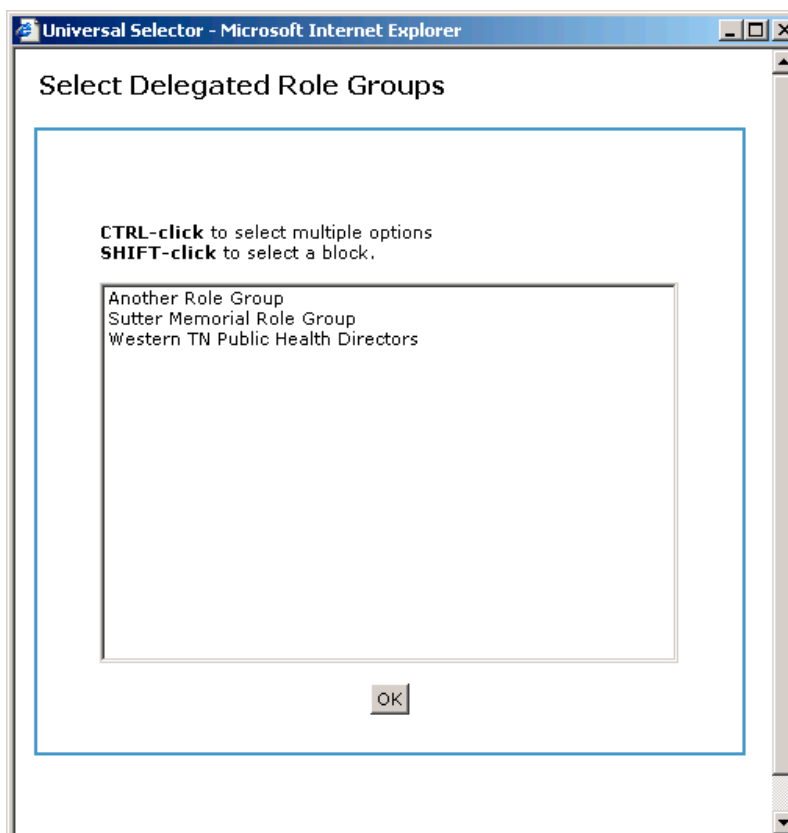 Universal Selector - Microsoft Internet Explorer
Select Delegated Role Groups
CTRL-click to select multiple options
SHIFT-click to select a block.
Another Role Group
Sutter Memorial Role Group
Western TN Public Health Directors
OK